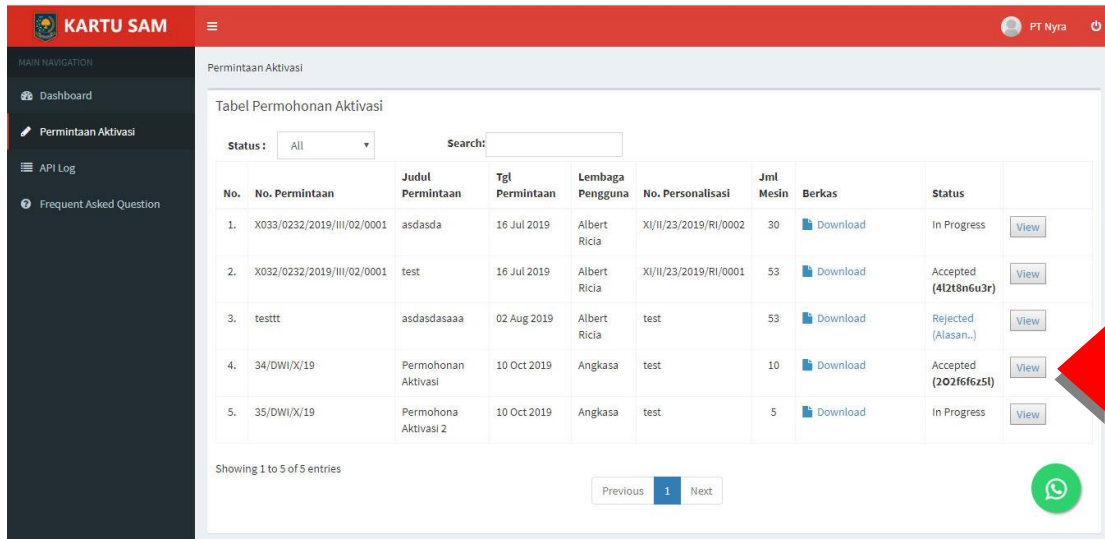 KARTU SAM
PT Nyra
MAIN NAVIGATION
Dashboard
Permintaan Aktivasi
API Log
Frequent Asked Question
Permintaan Aktivasi
Tabel Permohonan Aktivasi
Status : All Search:
No. No. Permintaan Judul Permintaan Tgl Permintaan Lembaga Pengguna No. Personalisasi Jml Mesin Berkas Status
1. X033/0232/2019/III/02/0001 asdasda 16 Jul 2019 Albert Ricia XI/II/23/2019/RI/0002 30 Download In Progress View
2. X032/0232/2019/III/02/0001 test 16 Jul 2019 Albert Ricia XI/II/23/2019/RI/0001 53 Download Accepted (4l2t8n6u3r) View
3. testtt asdasdasaaa 02 Aug 2019 Albert Ricia test 53 Download Rejected (Alasan..) View
4. 34/DWI/X/19 Permohonan Aktivasi 10 Oct 2019 Angkasa test 10 Download Accepted (2O2f6f6z5l) View
5. 35/DWI/X/19 Permohona Aktivasi 2 10 Oct 2019 Angkasa test 5 Download In Progress View
Showing 1 to 5 of 5 entries
Previous 1 Next